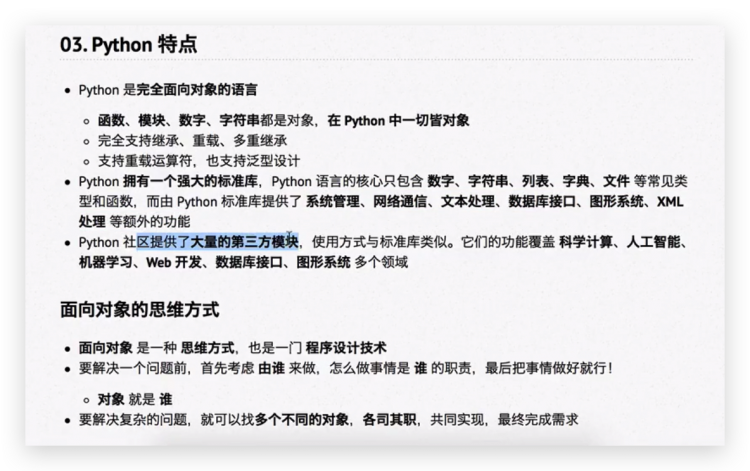 03. Python 特点
Python 是完全面向对象的语言
函数、模块、数字、字符串都是对象，在 Python 中一切皆对象
完全支持继承、重载、多重继承
支持重载运算符，也支持泛型设计
Python 拥有一个强大的标准库，Python 语言的核心只包含 数字、字符串、列表、字典、文件 等常见类
型和函数，而由 Python 标准库提供了 系统管理、网络通信、文本处理、数据库接口、图形系统、XML
处理 等额外的功能
Python 社区提供了大量的第三方模块，使用方式与标准库类似。它们的功能覆盖 科学计算、人工智能、
机器学习、Web 开发、数据库接口、图形系统 多个领域
面向对象的思维方式
面向对象 是一种 思维方式，也是一门 程序设计技术
要解决一个问题前，首先考虑 由谁 来做，怎么做事情是 谁 的职责，最后把事情做好就行！
对象 就是 谁
要解决复杂的问题，就可以找多个不同的对象，各司其职，共同实现，最终完成需求